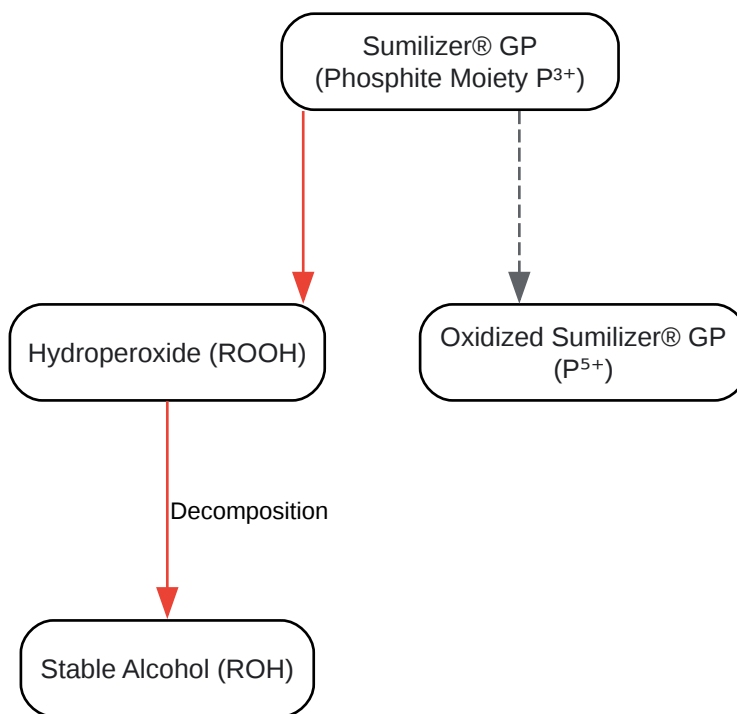 Sumilizer® GP
(Phosphite Moiety P³⁺)
Hydroperoxide (ROOH)
Oxidized Sumilizer® GP
(P⁵⁺)
Decomposition
Stable Alcohol (ROH)